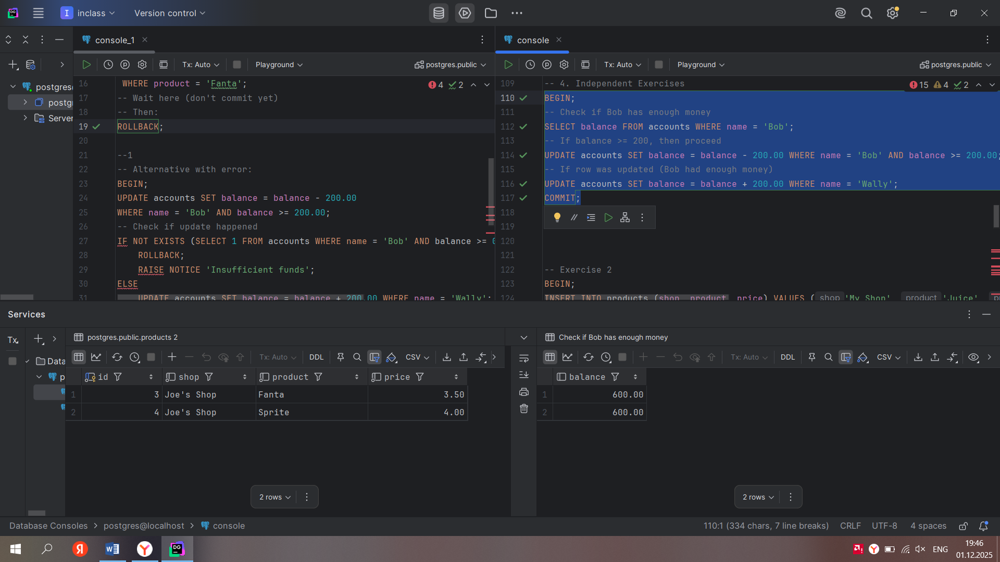 I inclass
Version control
console_1
console
Tx: Auto
Playground
postgres.public
Tx: Auto
Playground
postgres.public
postgres
postg
Server
16 WHERE product = 'Fanta';
4 2
17 -- Wait here (don't commit yet)
18 -- Then:
19 ROLLBACK;
20
21 --1
22 -- Alternative with error:
23 BEGIN;
24 UPDATE accounts SET balance = balance - 200.00
25 WHERE name = 'Bob' AND balance >= 200.00;
26 -- Check if update happened
27 IF NOT EXISTS (SELECT 1 FROM accounts WHERE name = 'Bob' AND balance >= 0
28 ROLLBACK;
29 RAISE NOTICE 'Insufficient funds';
30 ELSE
31 UPDATE accounts SET balance = balance + 200.00 WHERE name = 'Wally';
109 -- 4. Independent Exercises
15 4 2
110 BEGIN;
111 -- Check if Bob has enough money
112 SELECT balance FROM accounts WHERE name = 'Bob';
113 -- If balance >= 200, then proceed
114 UPDATE accounts SET balance = balance - 200.00 WHERE name = 'Bob' AND balance >= 200.00;
115 -- If row was updated (Bob had enough money)
116 UPDATE accounts SET balance = balance + 200.00 WHERE name = 'Wally';
117 COMMIT;
118
119
120
121
122 -- Exercise 2
123 BEGIN;
124 INSERT INTO products (shop, product, price) VALUES ( shop 'My Shop', product 'Juice'
Services
Tx
Data
p
postgres.public.products 2
Tx: Auto
DDL
CSV
id shop product price
1 3 Joe's Shop Fanta 3.50
2 4 Joe's Shop Sprite 4.00
2 rows
Check if Bob has enough money
Tx: Auto
DDL
CSV
balance
1 600.00
2 600.00
2 rows
Database Consoles > postgres@localhost > console
110:1 (334 chars, 7 line breaks) CRLF UTF-8 4 spaces
ENG
19:46
01.12.2025